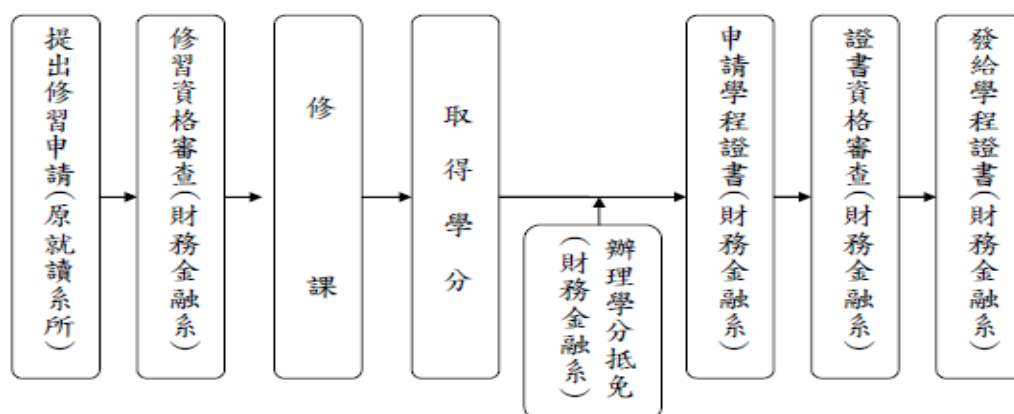 提出修習申請(原就讀系所)
修習資格審查(財務金融系)
修課
取得學分
辦理學分抵免
(財務金融系)
申請學程證書(財務金融系)
證書資格審查(財務金融系)
發給學程證書(財務金融系)